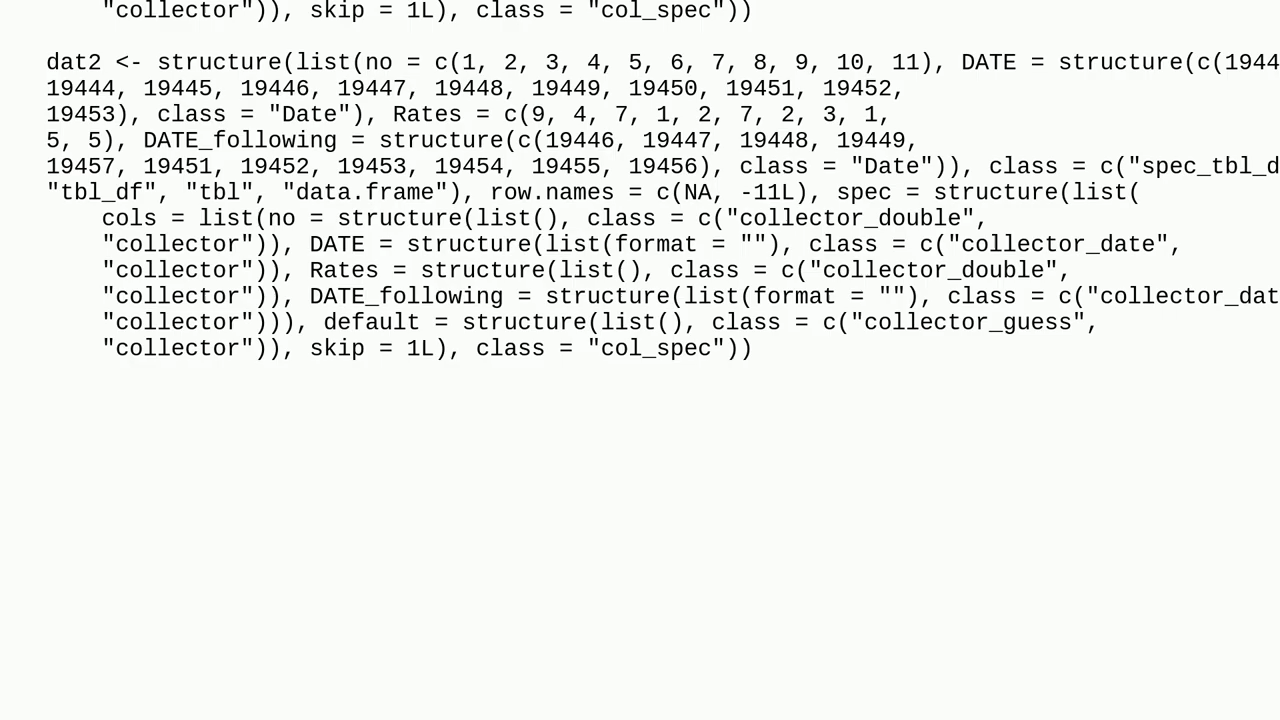 "collector")), skip = 1L), class = "col_spec"))
dat2 <- structure(list(no = c(1, 2, 3, 4, 5, 6, 7, 8, 9, 10, 11), DATE = structure(c(1944
19444, 19445, 19446, 19447, 19448, 19449, 19450, 19451, 19452,
19453), class = "Date"), Rates = c(9, 4, 7, 1, 2, 7, 2, 3, 1,
5, 5), DATE_following = structure(c(19446, 19447, 19448, 19449,
19457, 19451, 19452, 19453, 19454, 19455, 19456), class = "Date")), class = c("spec_tbl_d
"tbl_df", "tbl", "data.frame"), row.names = c(NA, -11L), spec = structure(list(
cols = list(no = structure(list(), class = c("collector_double",
"collector")), DATE = structure(list(format = ""), class = c("collector_date",
"collector")), Rates = structure(list(), class = c("collector_double",
"collector")), DATE_following = structure(list(format = ""), class = c("collector_dat
"collector"))), default = structure(list(), class = c("collector_guess",
"collector")), skip = 1L), class = "col_spec"))